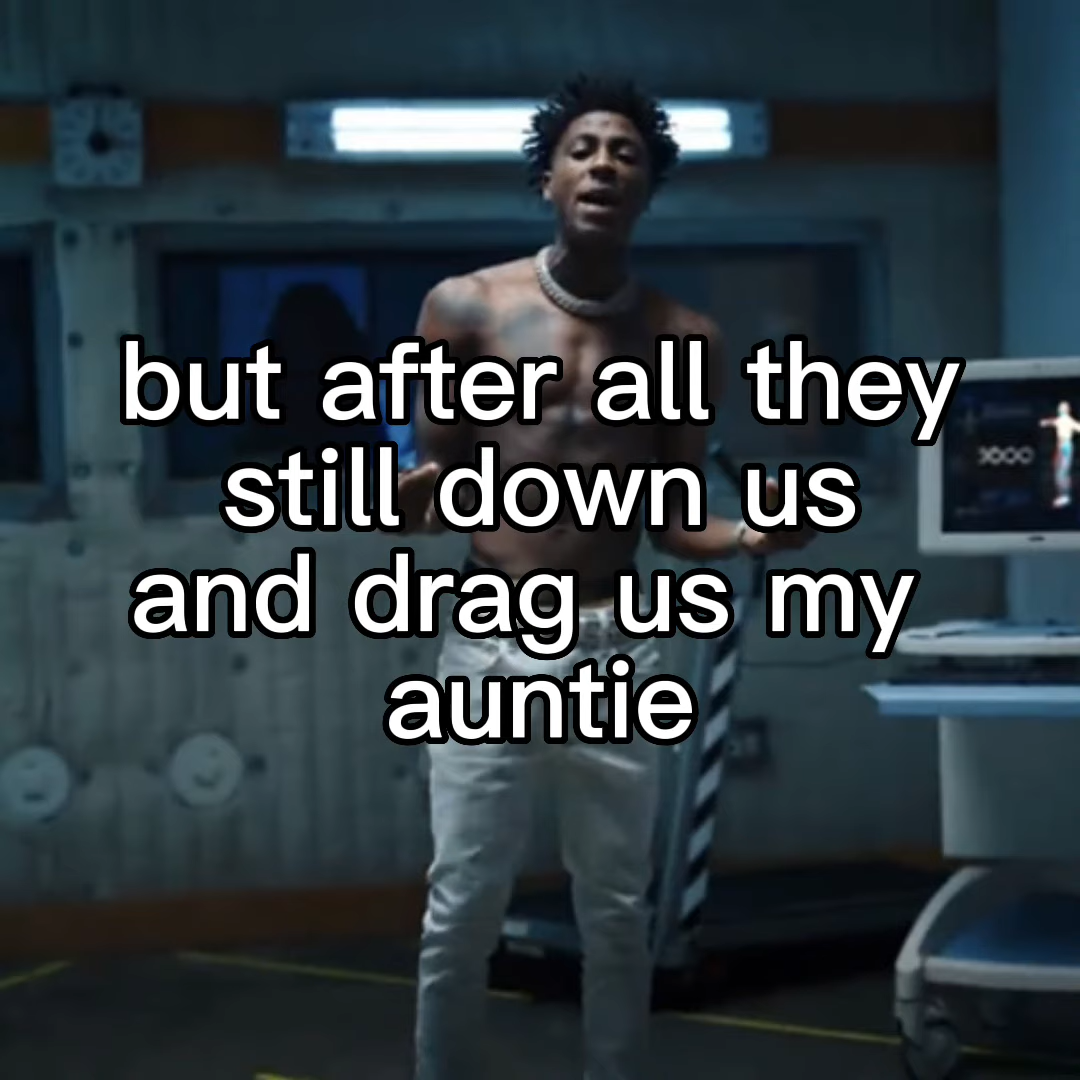 but after all they
still down us
and drag us my
auntie